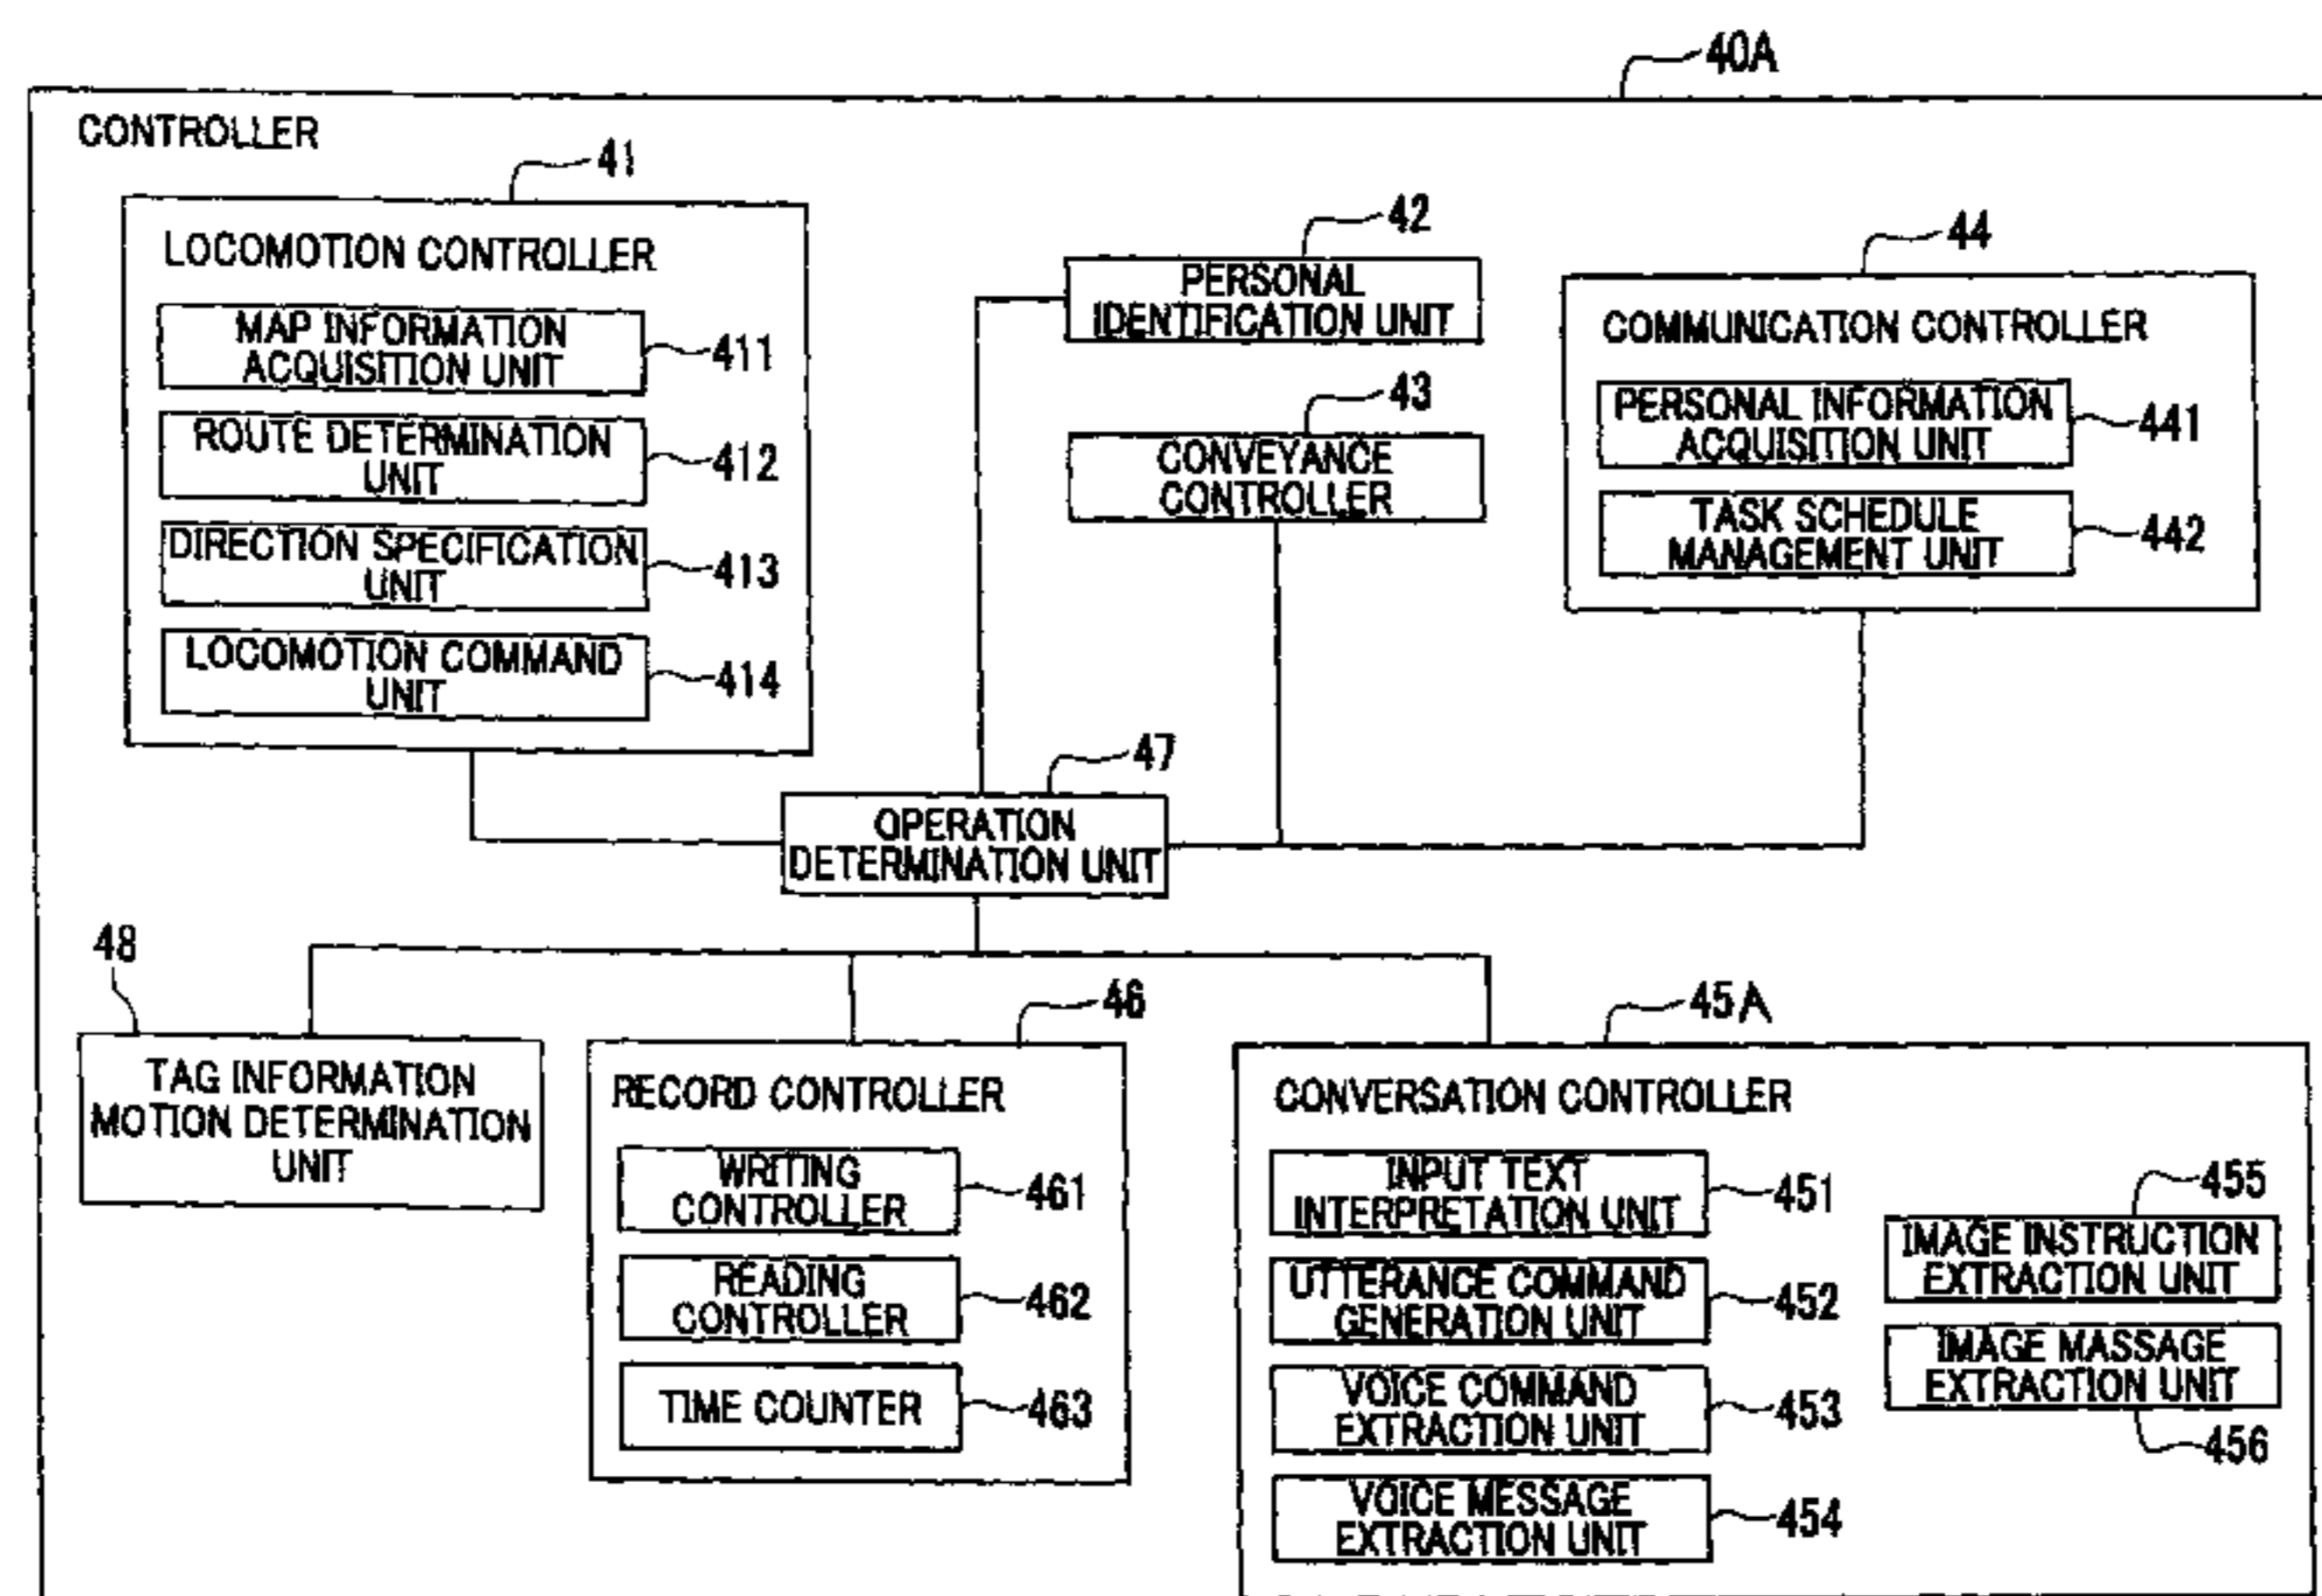 40A
CONTROLLER
41
LOCOMOTION CONTROLLER
MAP INFORMATION
ACQUISITION UNIT
411
ROUTE DETERMINATION
UNIT
412
DIRECTION SPECIFICATION
UNIT
413
LOCOMOTION COMMAND
UNIT
414
42
PERSONAL
IDENTIFICATION UNIT
43
CONVEYANCE
CONTROLLER
44
COMMUNICATION CONTROLLER
PERSONAL INFORMATION
ACQUISITION UNIT
441
TASK SCHEDULE
MANAGEMENT UNIT
442
47
OPERATION
DETERMINATION UNIT
48
TAG INFORMATION
MOTION DETERMINATION
UNIT
46
RECORD CONTROLLER
WRITING
CONTROLLER
461
READING
CONTROLLER
462
TIME COUNTER
463
45A
CONVERSATION CONTROLLER
INPUT TEXT
INTERPRETATION UNIT
451
UTTERANCE COMMAND
GENERATION UNIT
452
VOICE COMMAND
EXTRACTION UNIT
453
VOICE MESSAGE
EXTRACTION UNIT
454
455
IMAGE INSTRUCTION
EXTRACTION UNIT
IMAGE MASSAGE
EXTRACTION UNIT
456